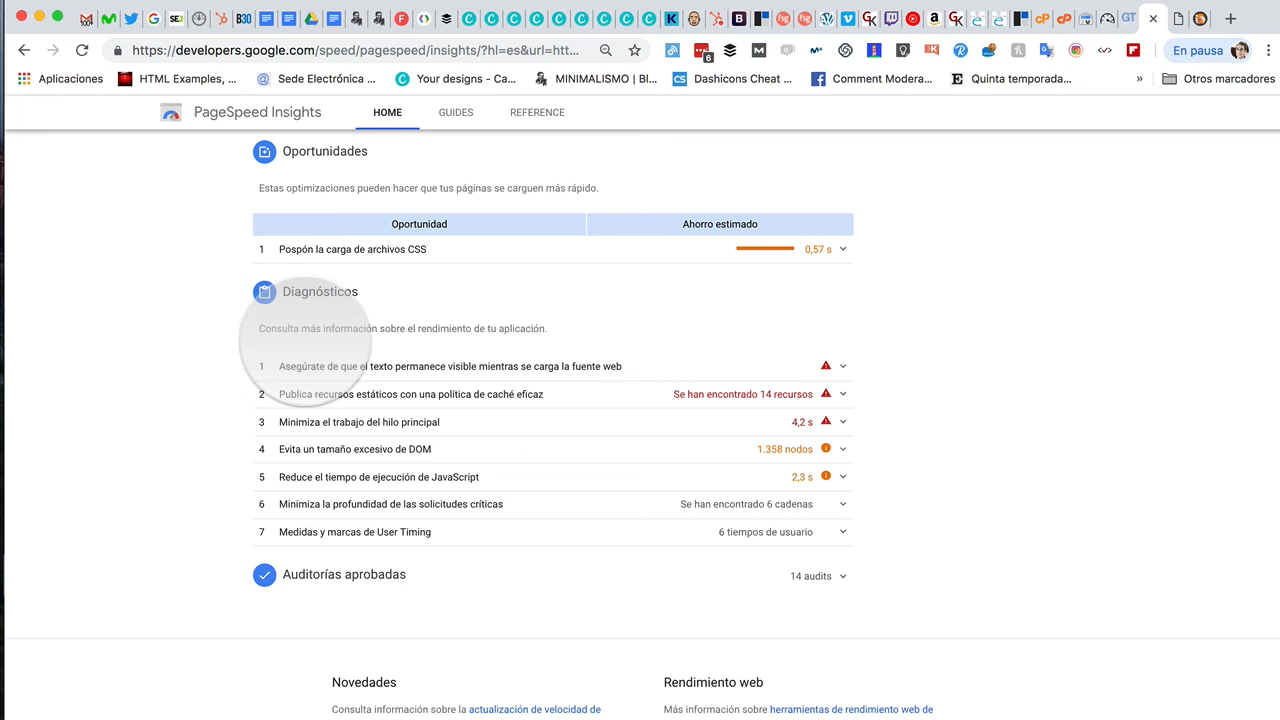 https://developers.google.com/speed/pagespeed/insights/?hl=es&url=htt...
6
En pausa
Aplicaciones
HTML Examples, ...
Sede Electrónica ...
Your designs - Ca...
MINIMALISMO | Bl...
CS
Dashicons Cheat ...
Comment Modera...
E
Quinta temporada...
»
Otros marcadores
PageSpeed Insights
HOME
GUIDES
REFERENCE
Oportunidades
Estas optimizaciones pueden hacer que tus páginas se carguen más rápido.
Oportunidad
Ahorro estimado
1 Pospón la carga de archivos CSS 0,57 s
Diagnósticos
Consulta más información sobre el rendimiento de tu aplicación.
1 Asegúrate de que el texto permanece visible mientras se carga la fuente web
2 Publica recursos estáticos con una política de caché eficaz Se han encontrado 14 recursos
3 Minimiza el trabajo del hilo principal 4,2 s
4 Evita un tamaño excesivo de DOM 1.358 nodos
5 Reduce el tiempo de ejecución de JavaScript 2,3 s
6 Minimiza la profundidad de las solicitudes críticas Se han encontrado 6 cadenas
7 Medidas y marcas de User Timing 6 tiempos de usuario
Auditorías aprobadas 14 audits
Novedades
Consulta información sobre la actualización de velocidad de
Rendimiento web
Más información sobre herramientas de rendimiento web de